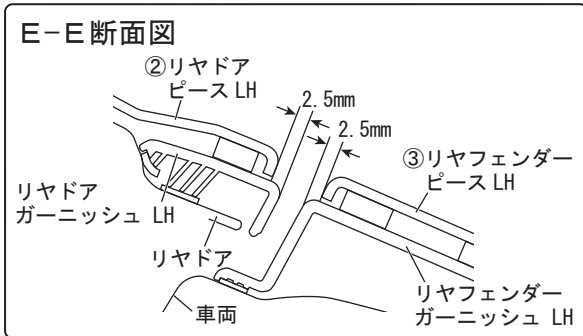 E-E断面図
②リヤドア
ピース LH
2.5mm
2.5mm
③リヤフェンダー
ピース LH
リヤドア
ガーニッシュ LH
リヤドア
車両
リヤフェンダー
ガーニッシュ LH